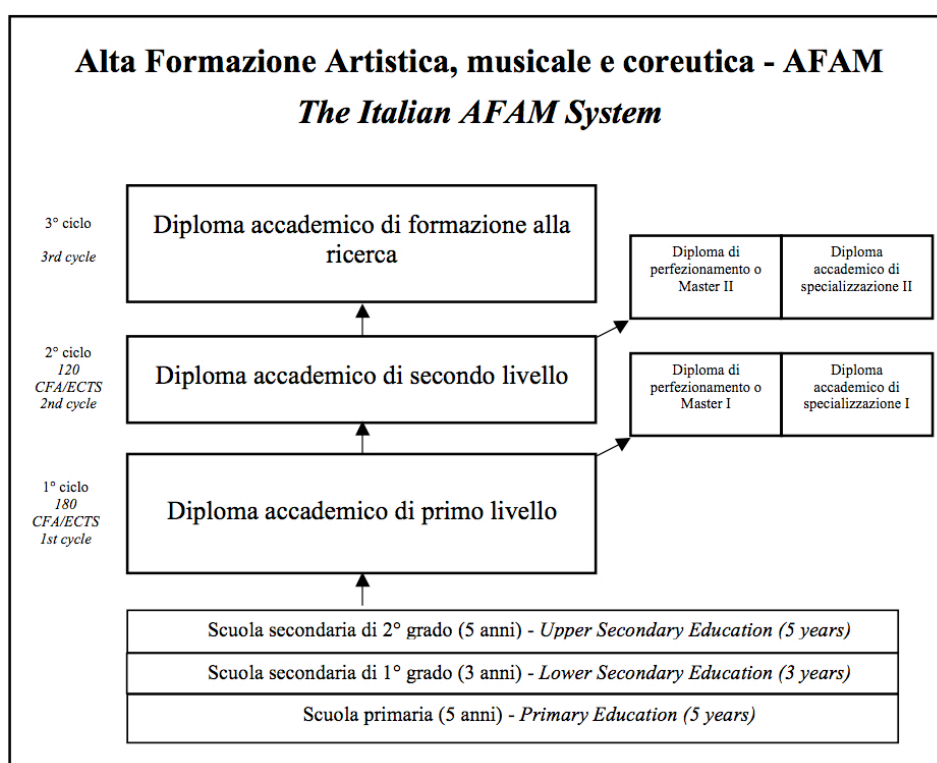 Alta Formazione Artistica, musicale e coreutica - AFAM
The Italian AFAM System
3° ciclo
3rd cycle
Diploma accademico di formazione alla
ricerca
Diploma di
perfezionamento o
Master II
Diploma
accademico di
specializzazione II
2° ciclo
120
CFA/ECTS
2nd cycle
Diploma accademico di secondo livello
Diploma di
perfezionamento o
Master I
Diploma
accademico di
specializzazione I
1° ciclo
180
CFA/ECTS
1st cycle
Diploma accademico di primo livello
Scuola secondaria di 2° grado (5 anni) - Upper Secondary Education (5 years)
Scuola secondaria di 1° grado (3 anni) - Lower Secondary Education (3 years)
Scuola primaria (5 anni) - Primary Education (5 years)